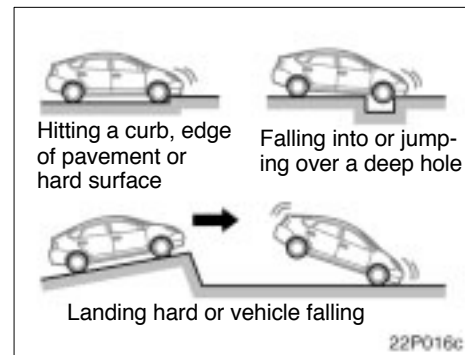 Hitting a curb, edge
of pavement or
hard surface
Falling into or jump-
ing over a deep hole
Landing hard or vehicle falling
22P016c